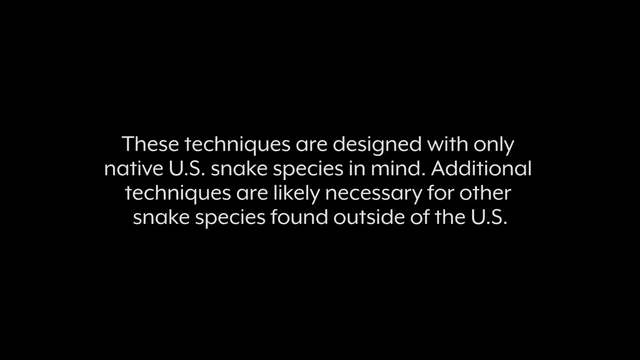 These techniques are designed with only
native U.S. snake species in mind. Additional
techniques are likely necessary for other
snake species found outside of the U.S.